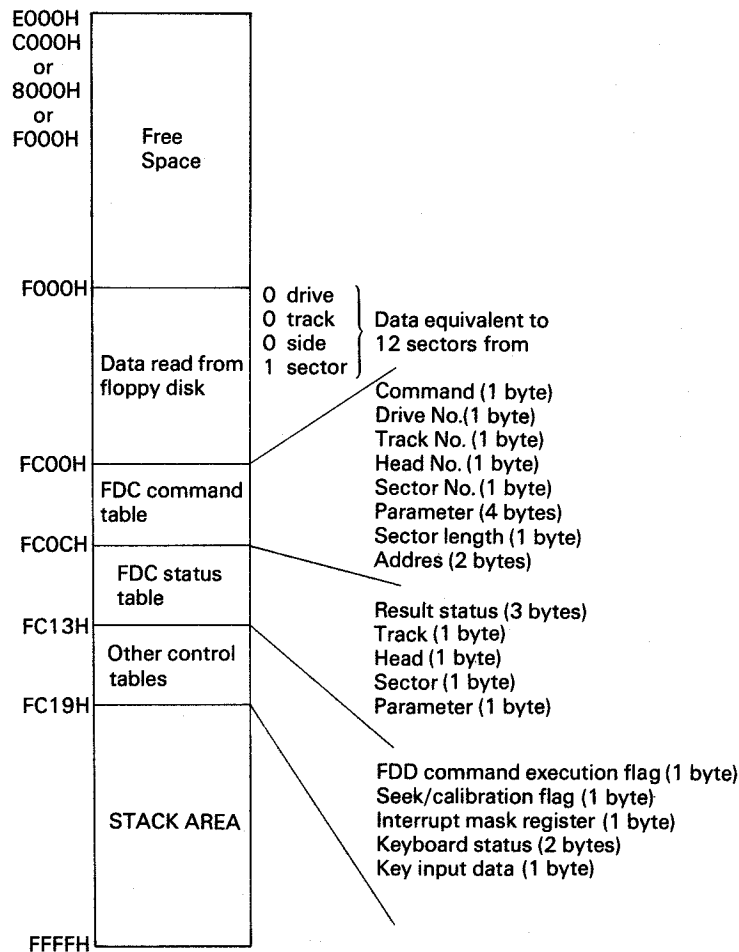 E000H
C000H
or
8000H
or
F000H
Free
Space
F000H
0 drive
0 track
0 side
1 sector
Data equivalent to
12 sectors from
Data read from
floppy disk
Command (1 byte)
Drive No.(1 byte)
Track No. (1 byte)
Head No. (1 byte)
Sector No. (1 byte)
Parameter (4 bytes)
Sector length (1 byte)
Addres (2 bytes)
FC00H
FDC command
table
FC0CH
FDC status
table
Result status (3 bytes)
Track (1 byte)
Head (1 byte)
Sector (1 byte)
Parameter (1 byte)
FC13H
Other control
tables
FC19H
FDD command execution flag (1 byte)
Seek/calibration flag (1 byte)
Interrupt mask register (1 byte)
Keyboard status (2 bytes)
Key input data (1 byte)
STACK AREA
FFFFH